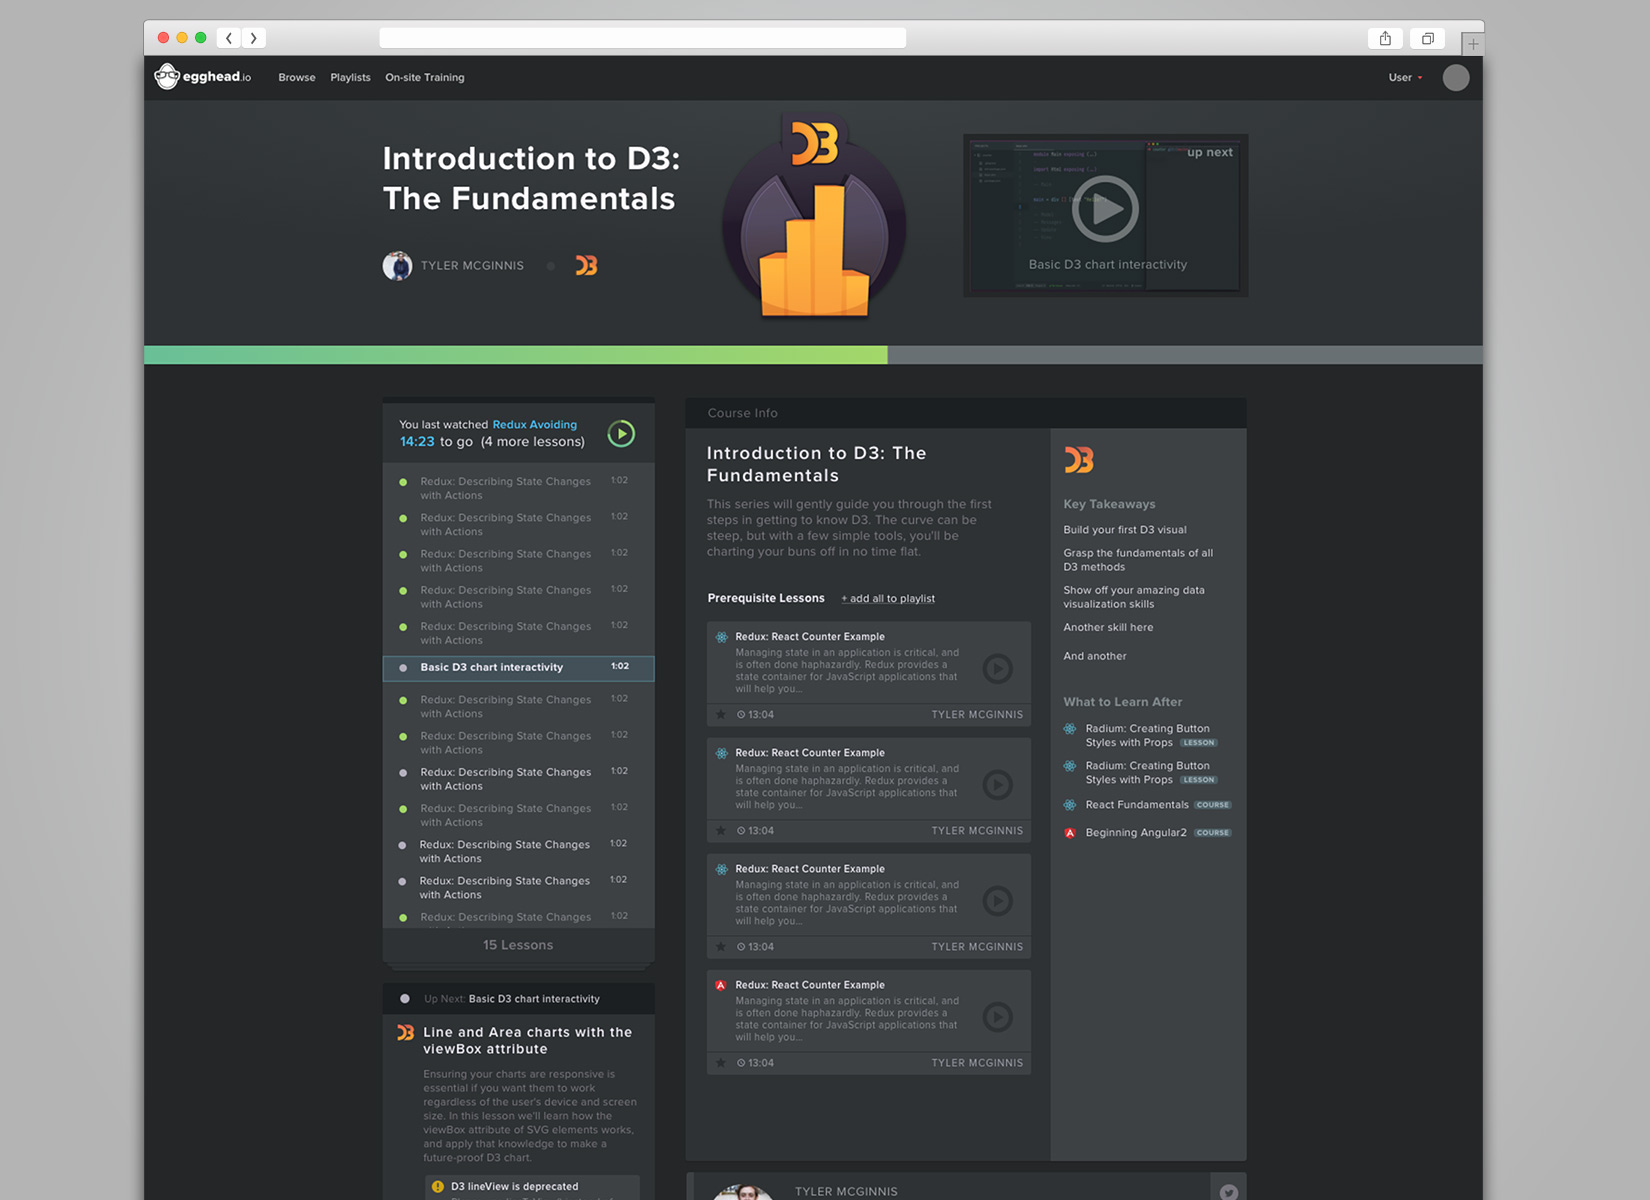 egghead.io
Browse
Playlists
On-site Training
User
Introduction to D3:
The Fundamentals
TYLER MCGINNIS
up next
Basic D3 chart interactivity
You last watched Redux Avoiding
14:23 to go (4 more lessons)
Redux: Describing State Changes 1:02
with Actions
Redux: Describing State Changes 1:02
with Actions
Redux: Describing State Changes 1:02
with Actions
Redux: Describing State Changes 1:02
with Actions
Redux: Describing State Changes 1:02
with Actions
Basic D3 chart interactivity 1:02
Redux: Describing State Changes 1:02
with Actions
Redux: Describing State Changes 1:02
with Actions
Redux: Describing State Changes 1:02
with Actions
Redux: Describing State Changes 1:02
with Actions
Redux: Describing State Changes 1:02
with Actions
Redux: Describing State Changes 1:02
with Actions
Redux: Describing State Changes 1:02
15 Lessons
Up Next: Basic D3 chart interactivity
Line and Area charts with the
viewBox attribute
Ensuring your charts are responsive is
essential if you want them to work
regardless of the user's device and screen
size. In this lesson we'll learn how the
viewBox attribute of SVG elements works,
and apply that knowledge to make a
future-proof D3 chart.
D3 lineView is deprecated
Course Info
Introduction to D3: The
Fundamentals
This series will gently guide you through the first
steps in getting to know D3. The curve can be
steep, but with a few simple tools, you'll be
charting your buns off in no time flat.
Prerequisite Lessons + add all to playlist
Redux: React Counter Example
Managing state in an application is critical, and
is often done haphazardly. Redux provides a
state container for JavaScript applications that
will help you...
13:04 TYLER MCGINNIS
Redux: React Counter Example
Managing state in an application is critical, and
is often done haphazardly. Redux provides a
state container for JavaScript applications that
will help you...
13:04 TYLER MCGINNIS
Redux: React Counter Example
Managing state in an application is critical, and
is often done haphazardly. Redux provides a
state container for JavaScript applications that
will help you...
13:04 TYLER MCGINNIS
Redux: React Counter Example
Managing state in an application is critical, and
is often done haphazardly. Redux provides a
state container for JavaScript applications that
will help you...
13:04 TYLER MCGINNIS
Key Takeaways
Build your first D3 visual
Grasp the fundamentals of all
D3 methods
Show off your amazing data
visualization skills
Another skill here
And another
What to Learn After
Radium: Creating Button
Styles with Props LESSON
Radium: Creating Button
Styles with Props LESSON
React Fundamentals COURSE
Beginning Angular2 COURSE
TYLER MCGINNIS